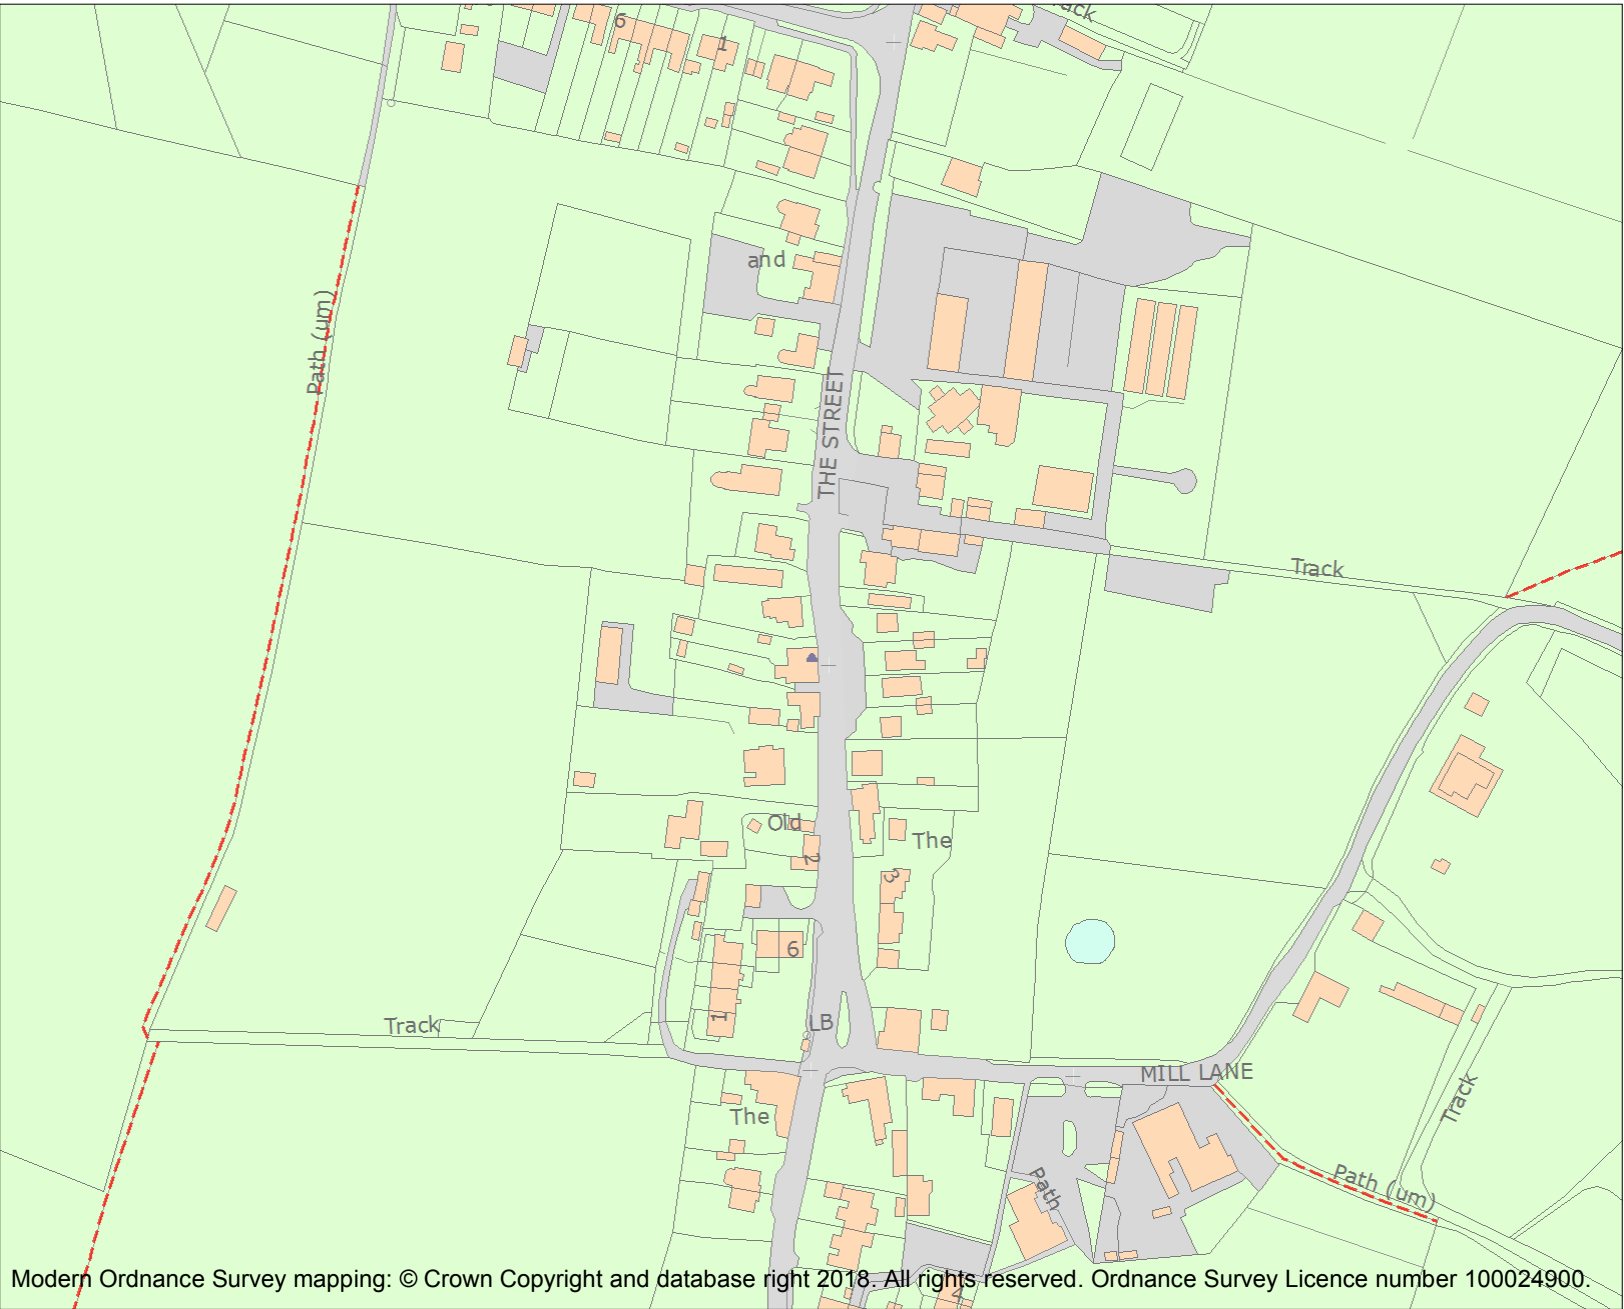 6
1
and
Path (um)
THE STREET
Track
Old
2
The
3
6
1
LB
Track
MILL LANE
The
Track
Path
Path (um)
4
Modern Ordnance Survey mapping: © Crown Copyright and database right 2018. All rights reserved. Ordnance Survey Licence number 100024900.